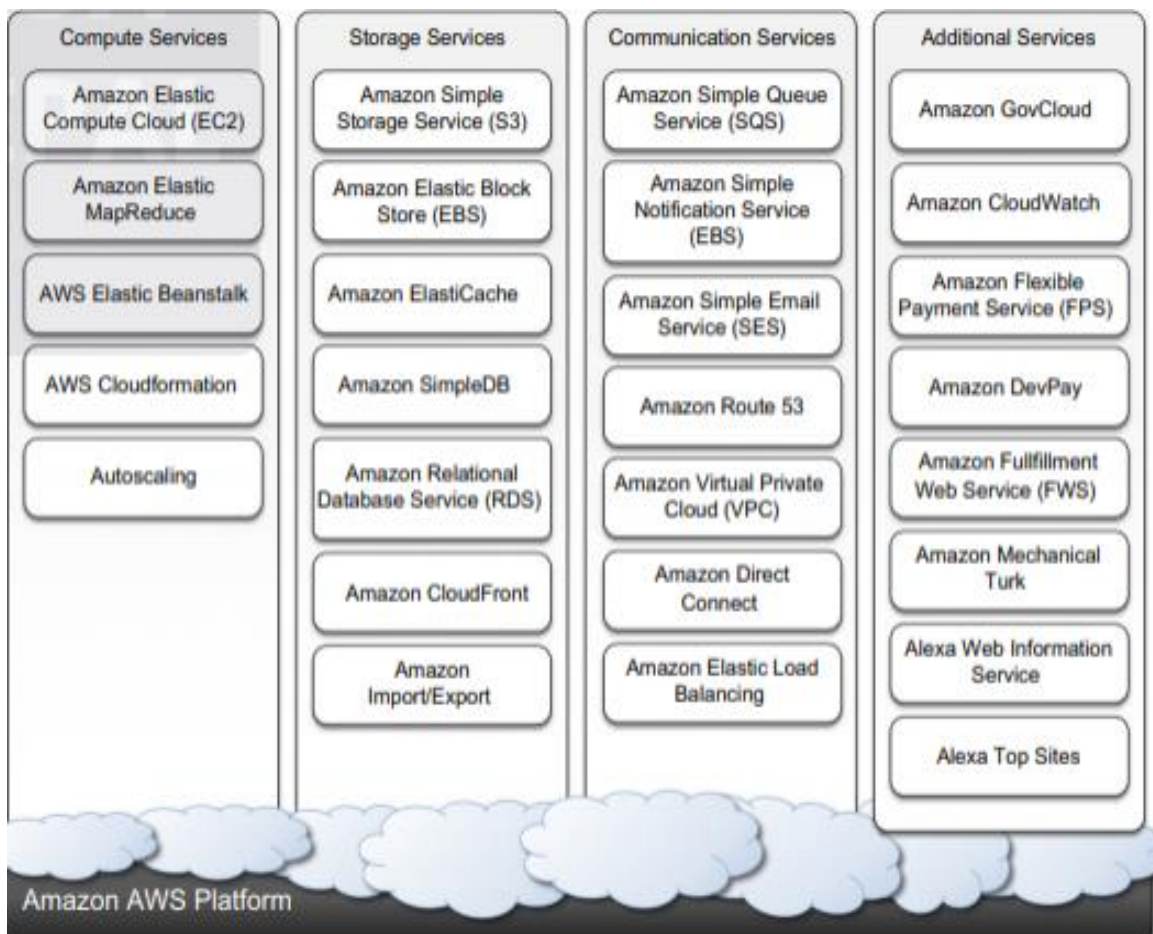 Compute Services
Amazon Elastic
Compute Cloud (EC2)
Amazon Elastic
MapReduce
AWS Elastic Beanstalk
AWS Cloudformation
Autoscaling
Storage Services
Amazon Simple
Storage Service (S3)
Amazon Elastic Block
Store (EBS)
Amazon ElastiCache
Amazon SimpleDB
Amazon Relational
Database Service (RDS)
Amazon CloudFront
Amazon
Import/Export
Communication Services
Amazon Simple Queue
Service (SQS)
Amazon Simple
Notification Service
(EBS)
Amazon Simple Email
Service (SES)
Amazon Route 53
Amazon Virtual Private
Cloud (VPC)
Amazon Direct
Connect
Amazon Elastic Load
Balancing
Additional Services
Amazon GovCloud
Amazon CloudWatch
Amazon Flexible
Payment Service (FPS)
Amazon DevPay
Amazon Fullfillment
Web Service (FWS)
Amazon Mechanical
Turk
Alexa Web Information
Service
Alexa Top Sites
Amazon AWS Platform